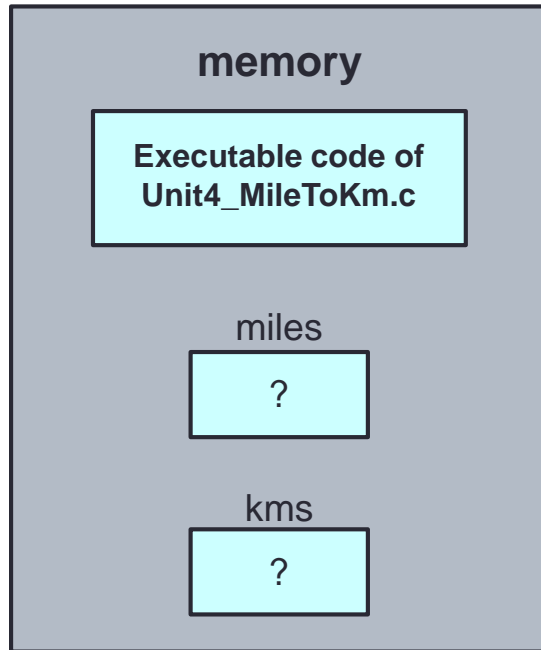 memory
Executable code of
Unit4_MileToKm.c
miles
?
kms
?